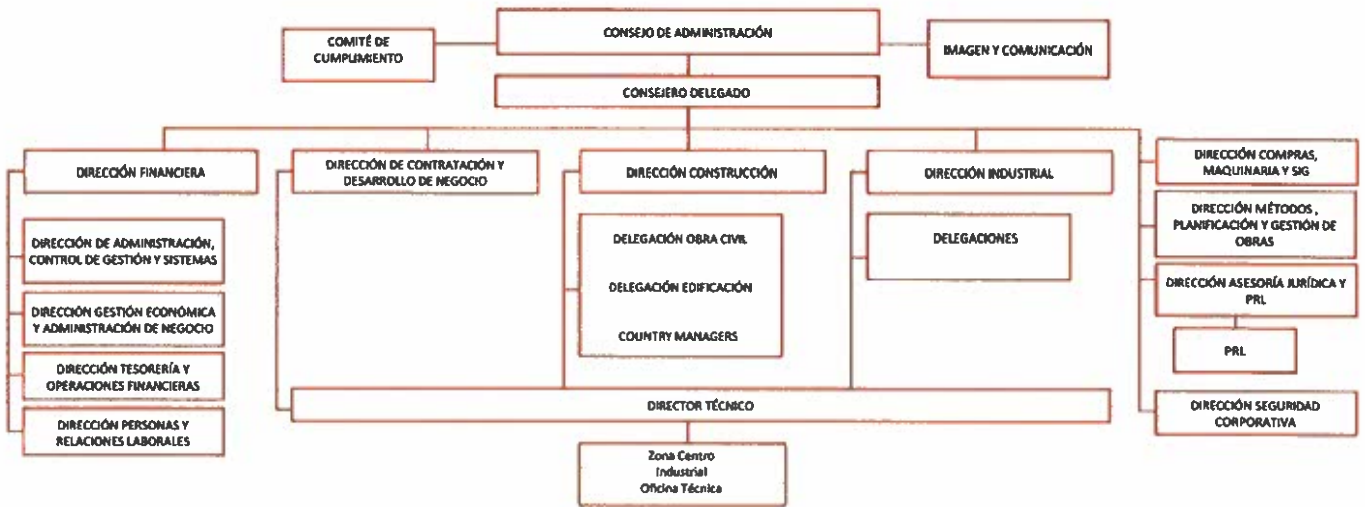 CONSEJO DE ADMINISTRACIÓN
COMITÉ DE
CUMPLIMIENTO
IMAGEN Y COMUNICACIÓN
CONSEJERO DELEGADO
DIRECCIÓN FINANCIERA
DIRECCIÓN DE CONTRATACIÓN Y
DESARROLLO DE NEGOCIO
DIRECCIÓN CONSTRUCCIÓN
DIRECCIÓN INDUSTRIAL
DIRECCIÓN COMPRAS,
MAQUINARIA Y SIG
DIRECCIÓN DE ADMINISTRACIÓN,
CONTROL DE GESTIÓN Y SISTEMAS
DIRECCIÓN GESTIÓN ECONÓMICA
Y ADMINISTRACIÓN DE NEGOCIO
DIRECCIÓN TESORERÍA Y
OPERACIONES FINANCIERAS
DIRECCIÓN PERSONAS Y
RELACIONES LABORALES
DELEGACIÓN OBRA CIVIL
DELEGACIÓN EDIFICACIÓN
COUNTRY MANAGERS
DELEGACIONES
DIRECCIÓN MÉTODOS,
PLANIFICACIÓN Y GESTIÓN DE
OBRAS
DIRECCIÓN ASESORÍA JURÍDICA Y
PRL
PRL
DIRECCIÓN SEGURIDAD
CORPORATIVA
DIRECTOR TÉCNICO
Zona Centro
Industrial
Oficina Técnica